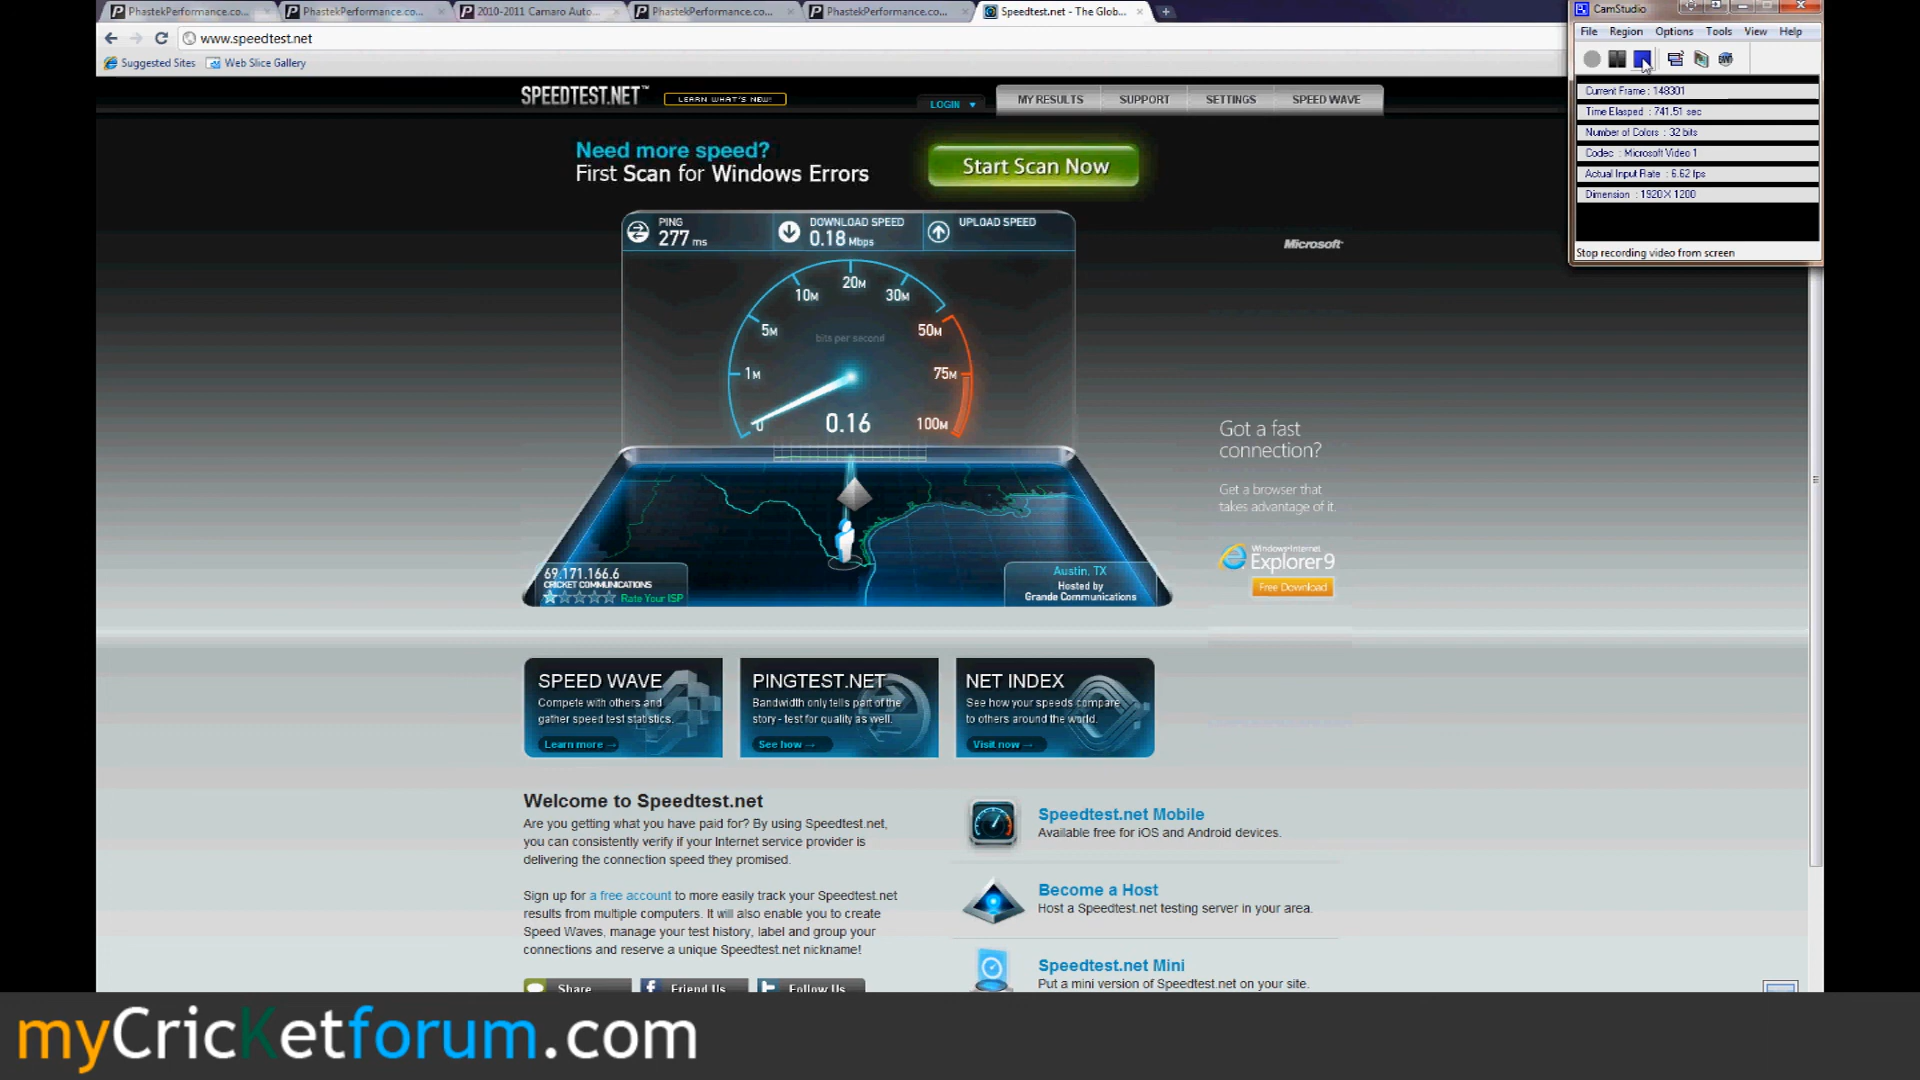 PhastekPerformance.co...
PhastekPerformance.co...
2010-2011 Camaro Auto...
PhastekPerformance.co...
PhastekPerformance.co...
Speedtest.net - The Glob...
www.speedtest.net
Suggested Sites
Web Slice Gallery
SPEEDTEST.NET™
LEARN WHAT'S NEW!
LOGIN
MY RESULTS
SUPPORT
SETTINGS
SPEED WAVE
Need more speed?
First Scan for Windows Errors
Start Scan Now
PING
277 ms
DOWNLOAD SPEED
0.18 Mbps
UPLOAD SPEED
Microsoft
0
1M
5M
10M
20M
30M
50M
75M
100M
bits per second
0.16
69.171.166.6
CRICKET COMMUNICATIONS
Rate Your ISP
Austin, TX
Hosted by
Grande Communications
Got a fast
connection?
Get a browser that
takes advantage of it.
Windows Internet
Explorer 9
Free Download
SPEED WAVE
Compete with others and
gather speed test statistics.
Learn more →
PINGTEST.NET
Bandwidth only tells part of the
story - test for quality as well.
See how →
NET INDEX
See how your speeds compare
to others around the world.
Visit now →
Welcome to Speedtest.net
Are you getting what you have paid for? By using Speedtest.net,
you can consistently verify if your Internet service provider is
delivering the connection speed they promised.
Sign up for a free account to more easily track your Speedtest.net
results from multiple computers. It will also enable you to create
Speed Waves, manage your test history, label and group your
connections and reserve a unique Speedtest.net nickname!
Share
Friend Us
Follow Us
Speedtest.net Mobile
Available free for iOS and Android devices.
Become a Host
Host a Speedtest.net testing server in your area.
Speedtest.net Mini
Put a mini version of Speedtest.net on your site.
CamStudio
File Region Options Tools View Help
Current Frame : 148301
Time Elasped : 741.51 sec
Number of Colors : 32 bits
Codec : Microsoft Video 1
Actual Input Rate : 6.62 fps
Dimension : 1920 X 1200
Stop recording video from screen
myCricKetforum.com